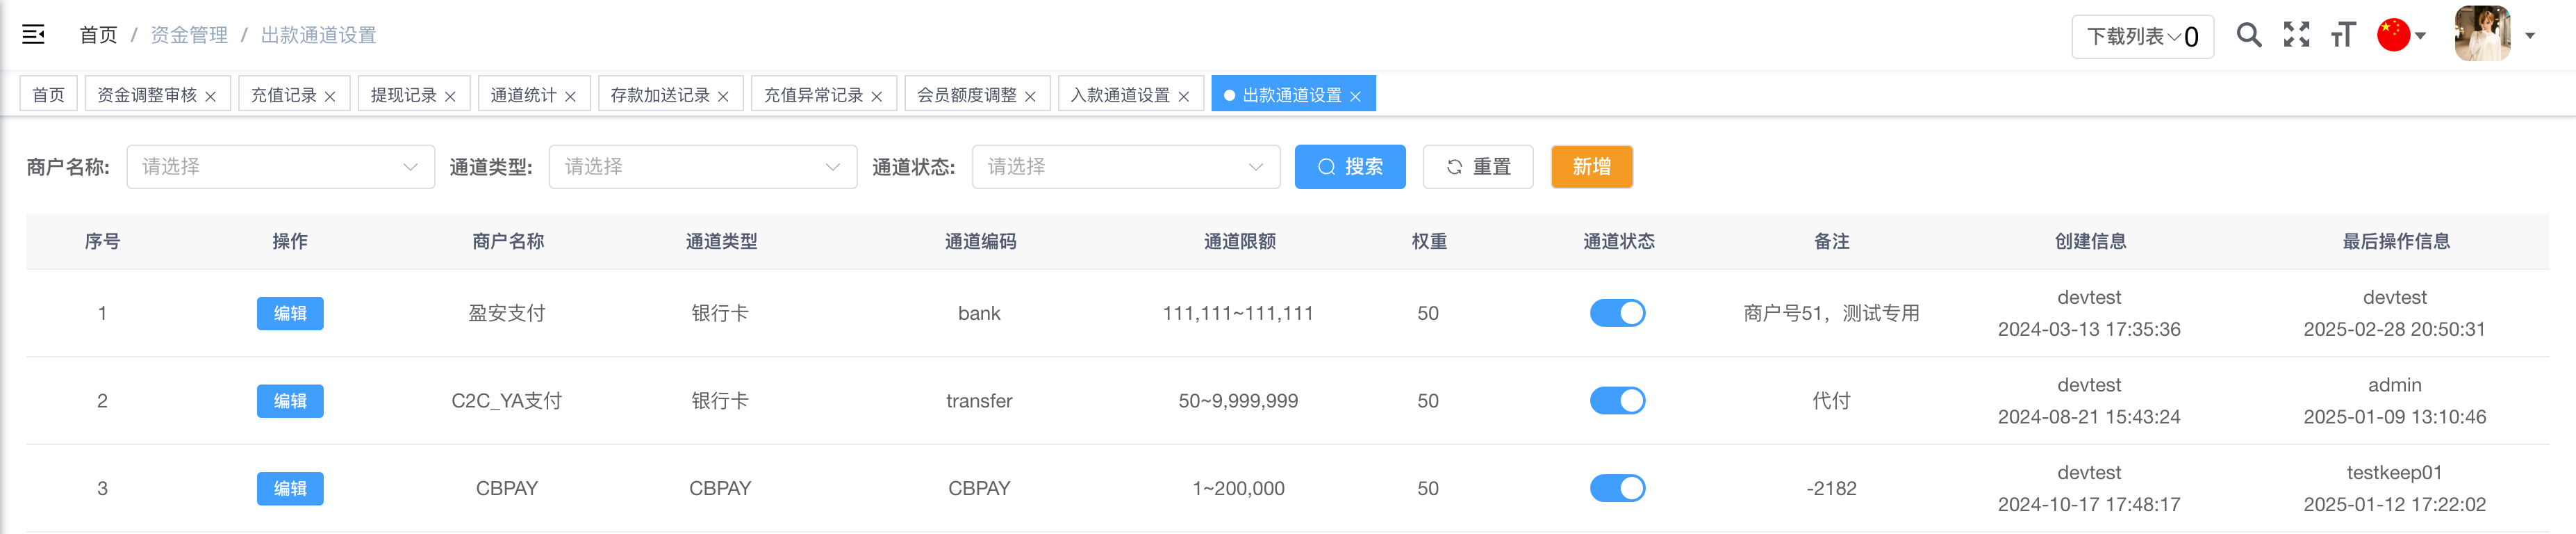 首页 / 资金管理 / 出款通道设置
下载列表 0
首页 资金调整审核 充值记录 提现记录 通道统计 存款加送记录 充值异常记录 会员额度调整 入款通道设置 出款通道设置
商户名称: 请选择 通道类型: 请选择 通道状态: 请选择 搜索 重置 新增
序号 操作 商户名称 通道类型 通道编码 通道限额 权重 通道状态 备注 创建信息 最后操作信息
1 编辑 盈安支付 银行卡 bank 111,111~111,111 50 商户号51，测试专用 devtest devtest
2024-03-13 17:35:36 2025-02-28 20:50:31
2 编辑 C2C_YA支付 银行卡 transfer 50~9,999,999 50 代付 devtest admin
2024-08-21 15:43:24 2025-01-09 13:10:46
3 编辑 CBPAY CBPAY CBPAY 1~200,000 50 -2182 devtest testkeep01
2024-10-17 17:48:17 2025-01-12 17:22:02